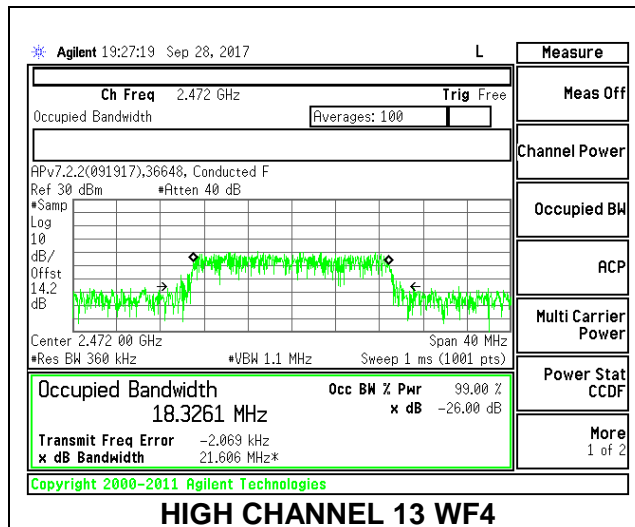 Agilent 19:27:19 Sep 28, 2017 L
Measure
Ch Freq 2.472 GHz Trig Free
Meas Off
Occupied Bandwidth Averages: 100
Channel Power
APv7.2.2(091917),36648, Conducted F
Ref 30 dBm #Atten 40 dB
#Samp
Log
10
dB/
Offst
14.2
dB
Occupied BW
ACP
Center 2.472 00 GHz Span 40 MHz
#Res BW 360 kHz #VBW 1.1 MHz Sweep 1 ms (1001 pts)
Multi Carrier
Power
Occupied Bandwidth Occ BW % Pwr 99.00 %
18.3261 MHz x dB -26.00 dB
Power Stat
CCDF
Transmit Freq Error -2.069 kHz
x dB Bandwidth 21.606 MHz*
More
1 of 2
Copyright 2000-2011 Agilent Technologies
HIGH CHANNEL 13 WF4